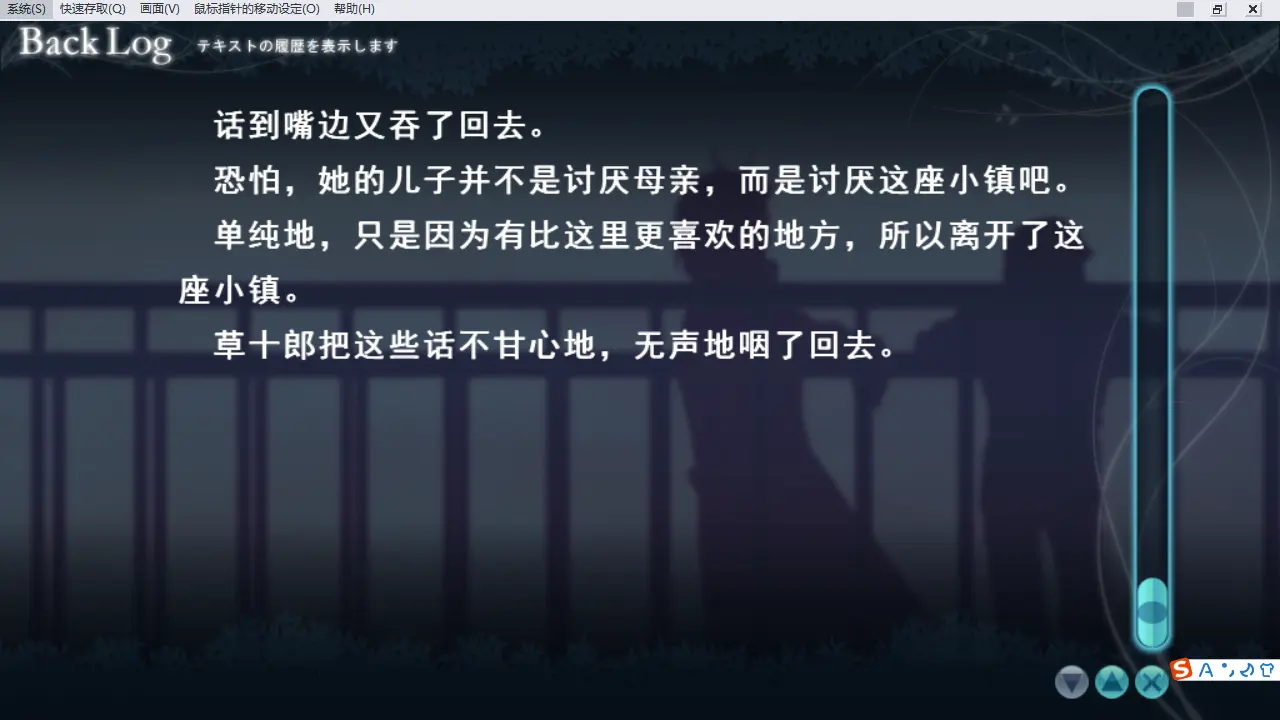 系统(S) 快速存取(Q) 画面(V) 鼠标指针的移动设定(O) 帮助(H)
Back Log テキストの履歴を表示します
话到嘴边又吞了回去。
恐怕，她的儿子并不是讨厌母亲，而是讨厌这座小镇吧。
单纯地，只是因为有比这里更喜欢的地方，所以离开了这
座小镇。
草十郎把这些话不甘心地，无声地咽了回去。
S A